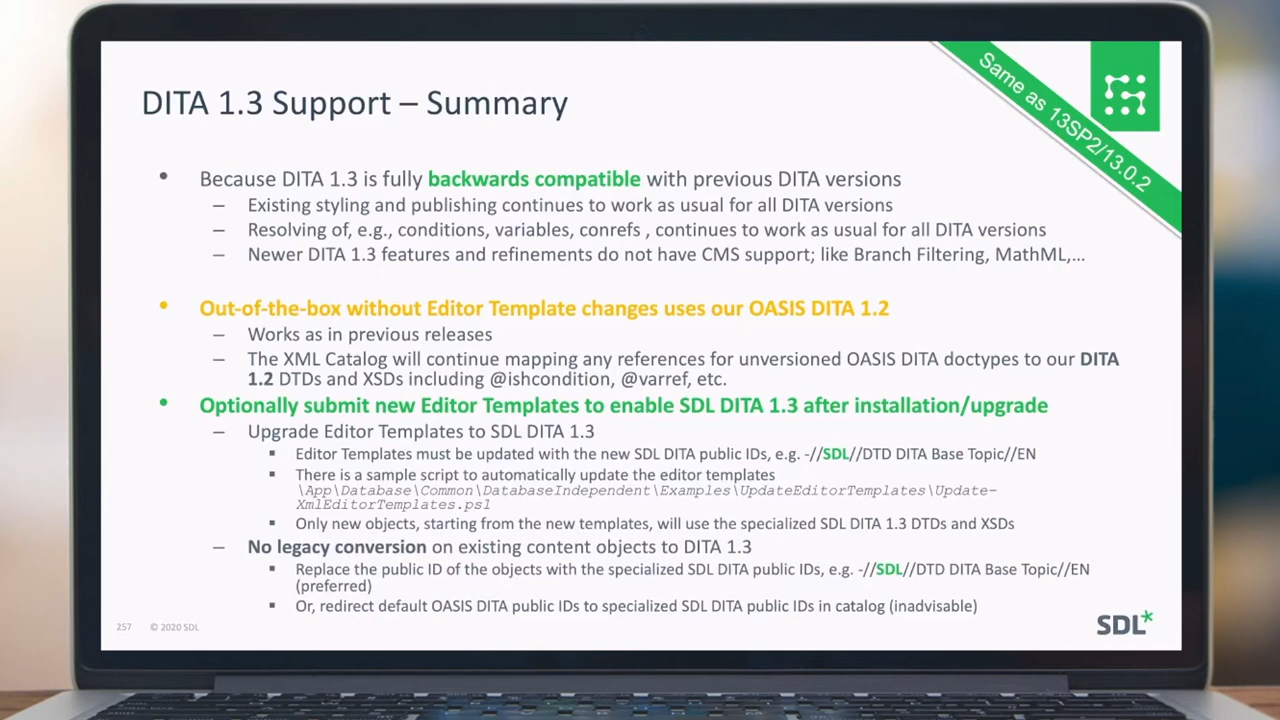 DITA 1.3 Support – Summary
Same as 13SP2/13.0.2
• Because DITA 1.3 is fully backwards compatible with previous DITA versions
– Existing styling and publishing continues to work as usual for all DITA versions
– Resolving of, e.g., conditions, variables, conrefs , continues to work as usual for all DITA versions
– Newer DITA 1.3 features and refinements do not have CMS support; like Branch Filtering, MathML,…
• Out-of-the-box without Editor Template changes uses our OASIS DITA 1.2
– Works as in previous releases
– The XML Catalog will continue mapping any references for unversioned OASIS DITA doctypes to our DITA
1.2 DTDs and XSDs including @ishcondition, @varref, etc.
• Optionally submit new Editor Templates to enable SDL DITA 1.3 after installation/upgrade
– Upgrade Editor Templates to SDL DITA 1.3
▪ Editor Templates must be updated with the new SDL DITA public IDs, e.g. -//SDL//DTD DITA Base Topic//EN
▪ There is a sample script to automatically update the editor templates
\App\Database\Common\DatabaseIndependent\Examples\UpdateEditorTemplates\Update-
XmlEditorTemplates.ps1
▪ Only new objects, starting from the new templates, will use the specialized SDL DITA 1.3 DTDs and XSDs
– No legacy conversion on existing content objects to DITA 1.3
▪ Replace the public ID of the objects with the specialized SDL DITA public IDs, e.g. -//SDL//DTD DITA Base Topic//EN
(preferred)
▪ Or, redirect default OASIS DITA public IDs to specialized SDL DITA public IDs in catalog (inadvisable)
257 © 2020 SDL
SDL*